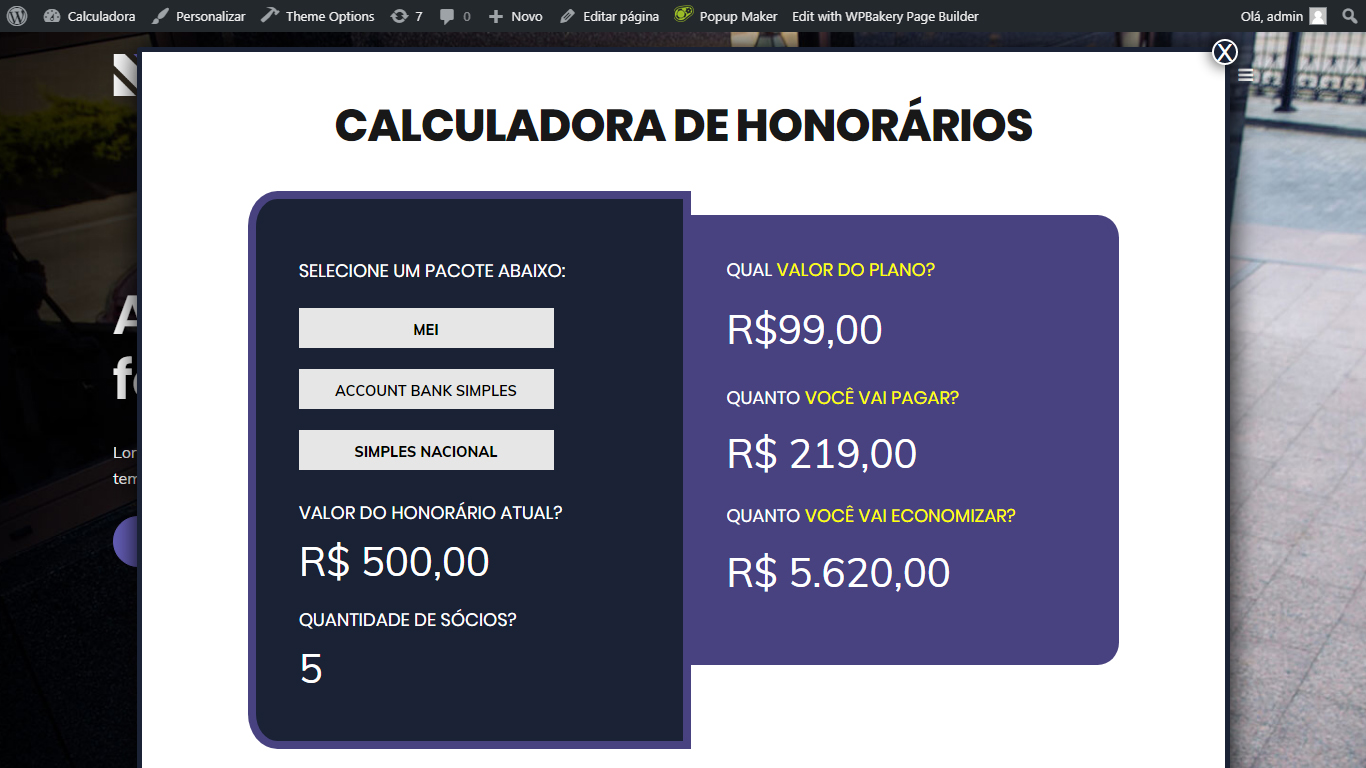 Calculadora Personalizar Theme Options 7 0 Novo Editar página Popup Maker Edit with WPBakery Page Builder Olá, admin
X
CALCULADORA DE HONORÁRIOS
SELECIONE UM PACOTE ABAIXO:
MEI
ACCOUNT BANK SIMPLES
SIMPLES NACIONAL
VALOR DO HONORÁRIO ATUAL?
R$ 500,00
QUANTIDADE DE SÓCIOS?
5
QUAL VALOR DO PLANO?
R$99,00
QUANTO VOCÊ VAI PAGAR?
R$ 219,00
QUANTO VOCÊ VAI ECONOMIZAR?
R$ 5.620,00